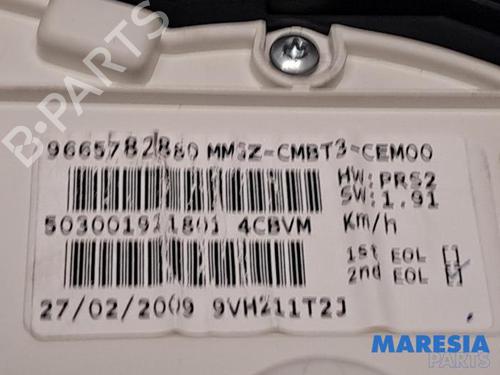 9665782880 MM3Z-CMBT3-CEM00
HW:PRS2
SW:1.91
503001921801 4CBVM
Km/h
1st EOL [ ]
2nd EOL [ ]
27/02/2009 9VH211T2J
B-PARTS
MARESIA
PARTS